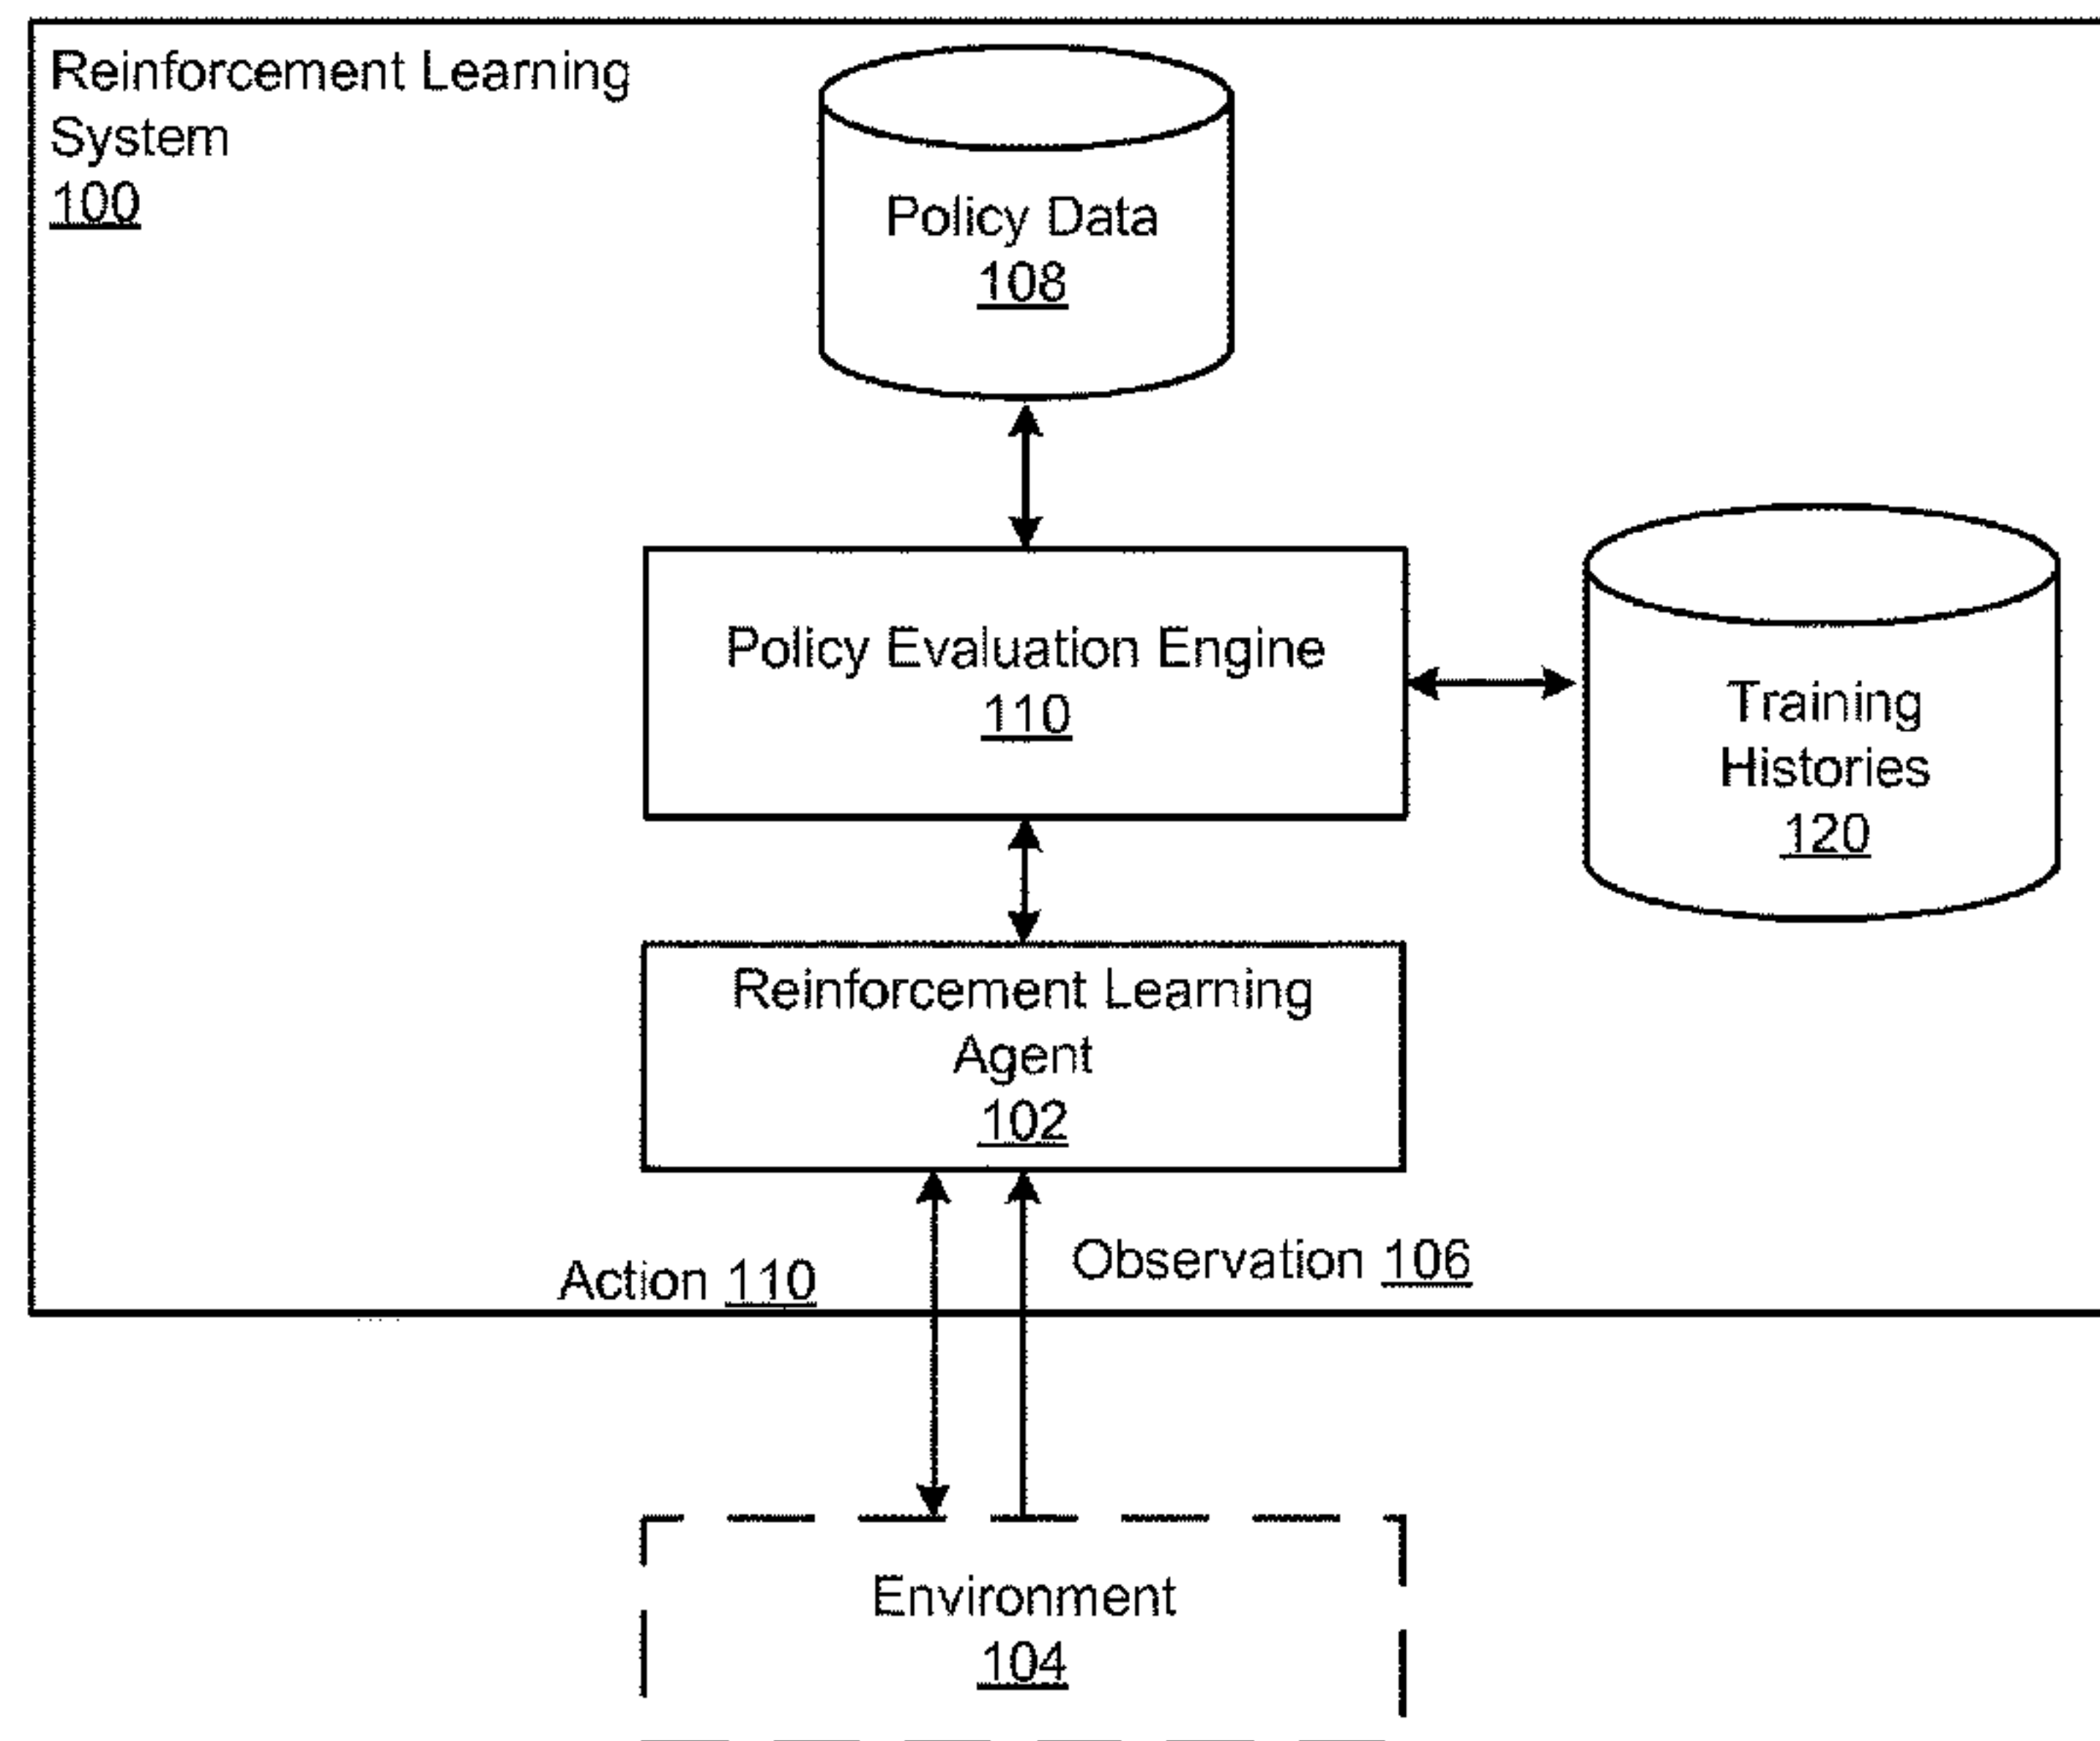 Reinforcement Learning
System
100
Policy Data
108
Policy Evaluation Engine
110
Training
Histories
120
Reinforcement Learning
Agent
102
Action 110
Observation 106
Environment
104